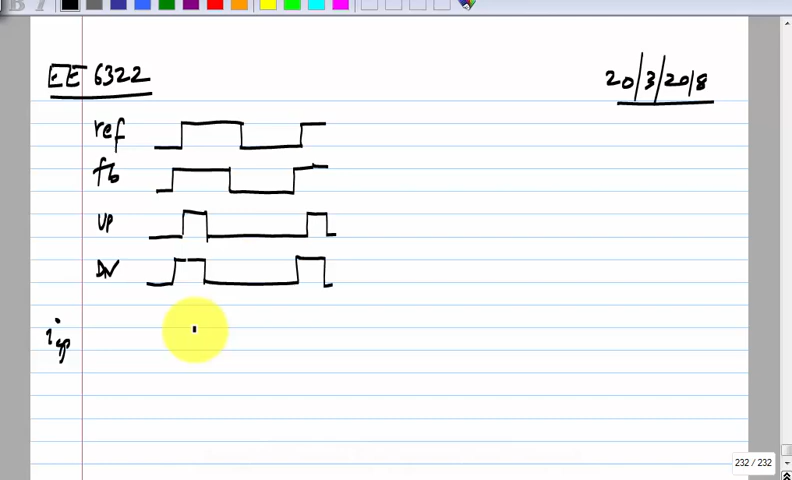 EE 6322
20/3/2018
ref
fb
UP
DN
icp
232 / 232